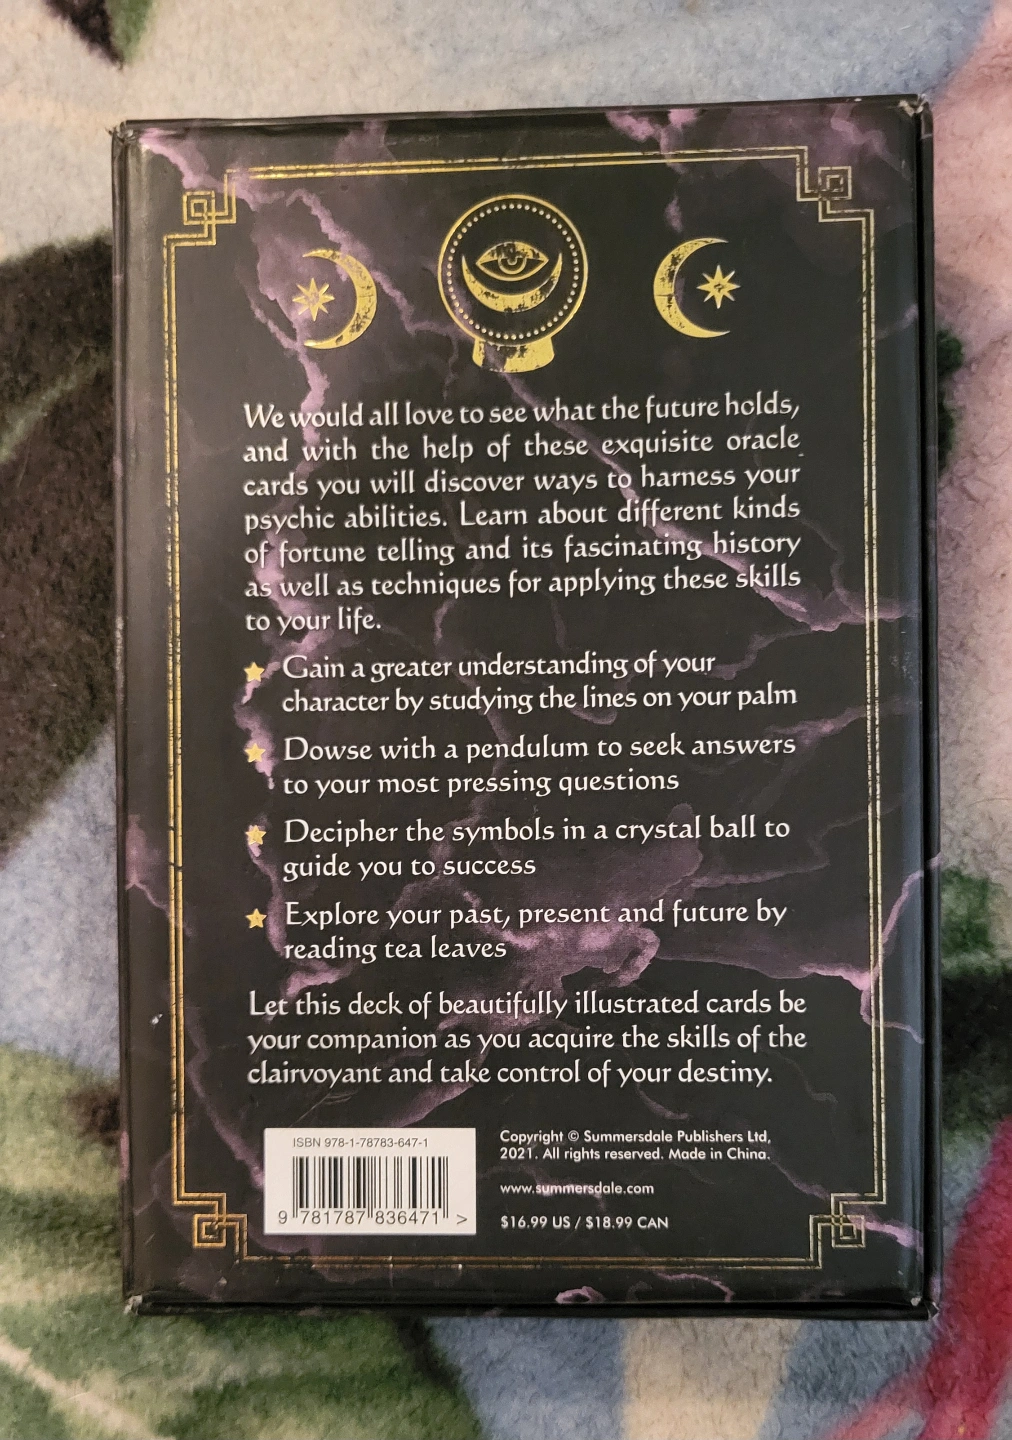 We would all love to see what the future holds,
and with the help of these exquisite oracle
cards you will discover ways to harness your
psychic abilities. Learn about different kinds
of fortune telling and its fascinating history
as well as techniques for applying these skills
to your life.
Gain a greater understanding of your
character by studying the lines on your palm
Dowse with a pendulum to seek answers
to your most pressing questions
Decipher the symbols in a crystal ball to
guide you to success
Explore your past, present and future by
reading tea leaves
Let this deck of beautifully illustrated cards be
your companion as you acquire the skills of the
clairvoyant and take control of your destiny.
ISBN 978-1-78783-647-1
9 781787 836471 >
Copyright © Summersdale Publishers Ltd,
2021. All rights reserved. Made in China.
www.summersdale.com
$16.99 US / $18.99 CAN